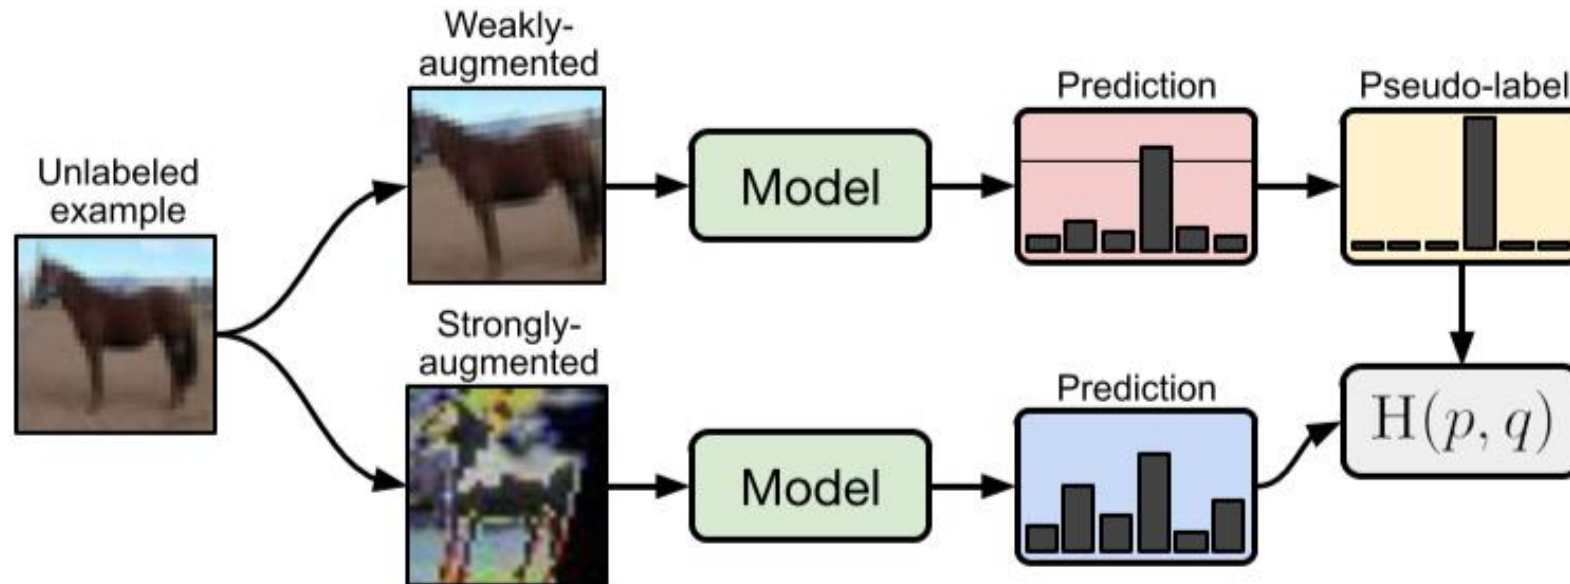 Unlabeled
example
Weakly-
augmented
Model
Prediction
Pseudo-label
Strongly-
augmented
Model
Prediction
H(p, q)